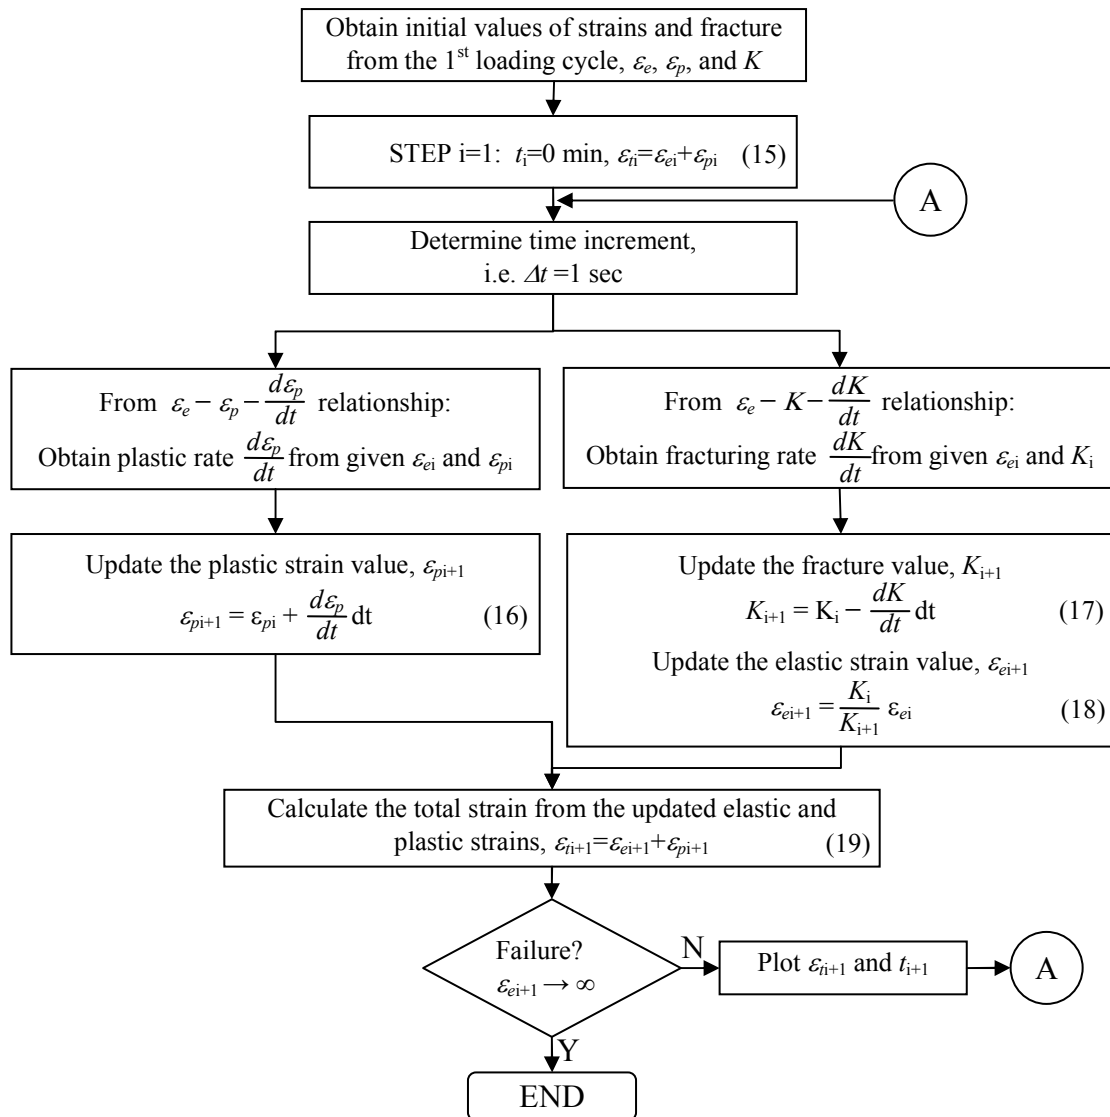 Obtain initial values of strains and fracture
from the 1st loading cycle, εe, εp, and K
STEP i=1: ti=0 min, εti=εei+εpi (15)
A
Determine time increment,
i.e. Δt =1 sec
From εe − εp − dεp/dt relationship:
Obtain plastic rate dεp/dt from given εei and εpi
From εe − K − dK/dt relationship:
Obtain fracturing rate dK/dt from given εei and Ki
Update the plastic strain value, εpi+1
εpi+1 = εpi + dεp/dt dt (16)
Update the fracture value, Ki+1
Ki+1 = Ki − dK/dt dt (17)
Update the elastic strain value, εei+1
εei+1 = Ki/Ki+1 εei (18)
Calculate the total strain from the updated elastic and
plastic strains, εti+1=εei+1+εpi+1 (19)
Failure?
εei+1 → ∞
N
Plot εti+1 and ti+1
A
Y
END